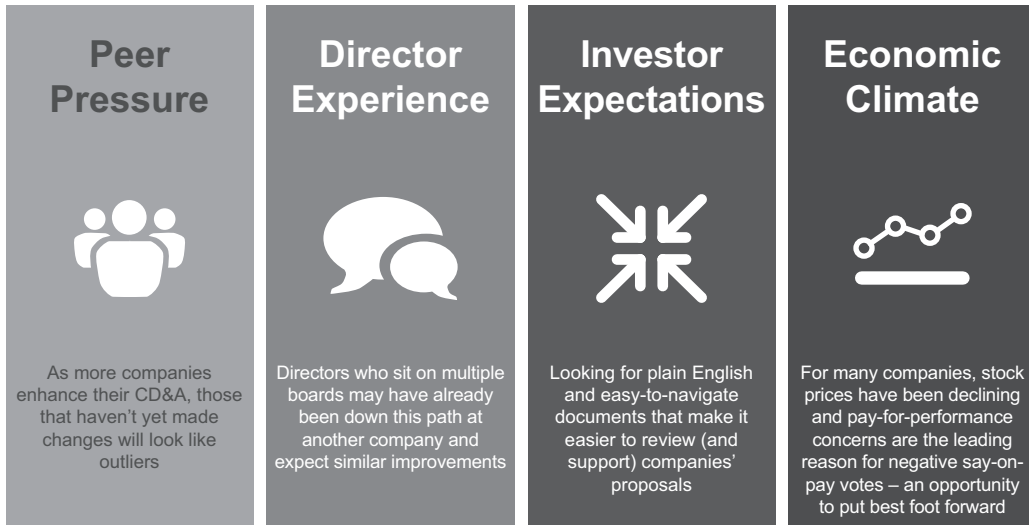 Peer
Pressure
As more companies
enhance their CD&A, those
that haven't yet made
changes will look like
outliers
Director
Experience
Directors who sit on multiple
boards may have already
been down this path at
another company and
expect similar improvements
Investor
Expectations
Looking for plain English
and easy-to-navigate
documents that make it
easier to review (and
support) companies'
proposals
Economic
Climate
For many companies, stock
prices have been declining
and pay-for-performance
concerns are the leading
reason for negative say-on-
pay votes – an opportunity
to put best foot forward